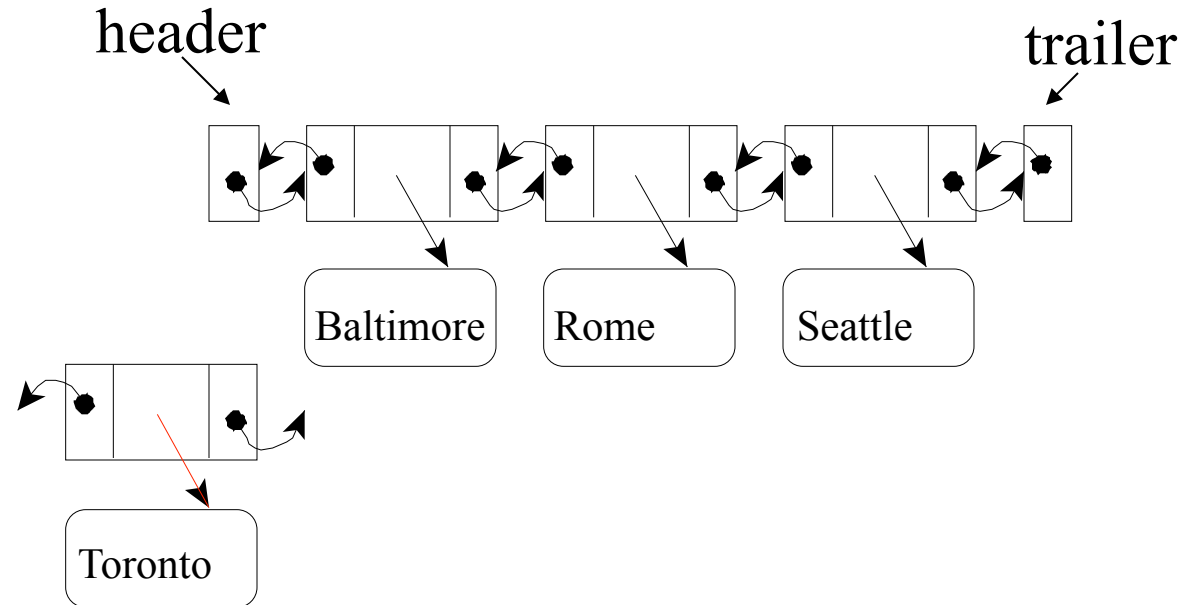 header
trailer
Baltimore
Rome
Seattle
Toronto